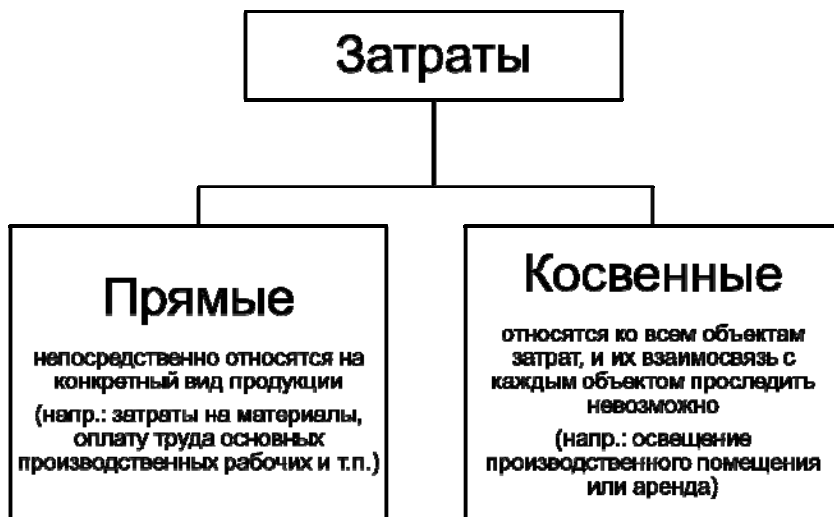 Затраты
Прямые
непосредственно относятся на
конкретный вид продукции
(напр.: затраты на материалы,
оплату труда основных
производственных рабочих и т.п.)
Косвенные
относятся ко всем объектам
затрат, и их взаимосвязь с
каждым объектом проследить
невозможно
(напр.: освещение
производственного помещения
или аренда)